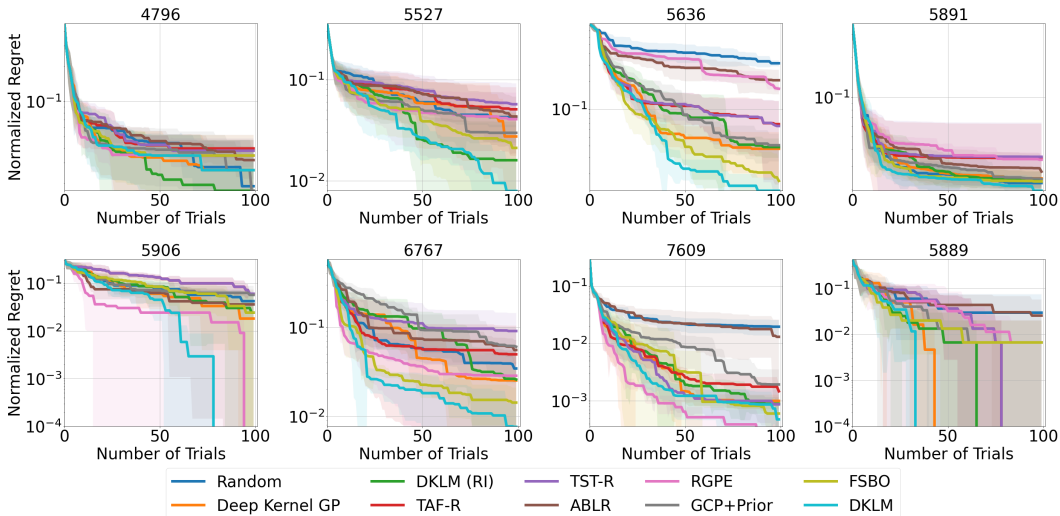 4796 5527 5636 5891
Normalized Regret
10⁻¹ 10⁻¹ 10⁻² 10⁻¹ 10⁻¹
0 50 100 0 50 100 0 50 100 0 50 100
Number of Trials Number of Trials Number of Trials Number of Trials
5906 6767 7609 5889
Normalized Regret
10⁻¹ 10⁻¹ 10⁻¹ 10⁻¹
10⁻² 10⁻² 10⁻² 10⁻²
10⁻³ 10⁻³ 10⁻³
10⁻⁴ 10⁻⁴
0 50 100 0 50 100 0 50 100 0 50 100
Number of Trials Number of Trials Number of Trials Number of Trials
Random DKLM (RI) TST-R RGPE FSBO
Deep Kernel GP TAF-R ABLR GCP+Prior DKLM